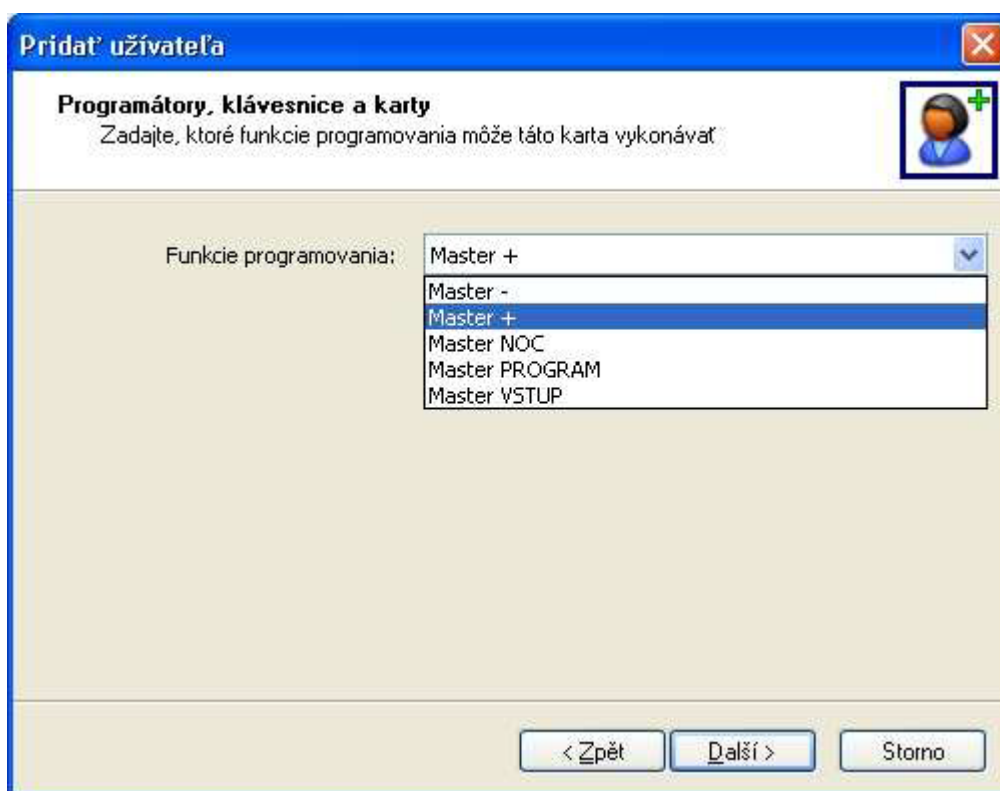 Pridať užívateľa
Programátory, klávesnice a karty
Zadajte, ktoré funkcie programovania môže táto karta vykonávať
Funkcie programovania: Master +
Master -
Master +
Master NOC
Master PROGRAM
Master VSTUP
< Zpět Další > Storno